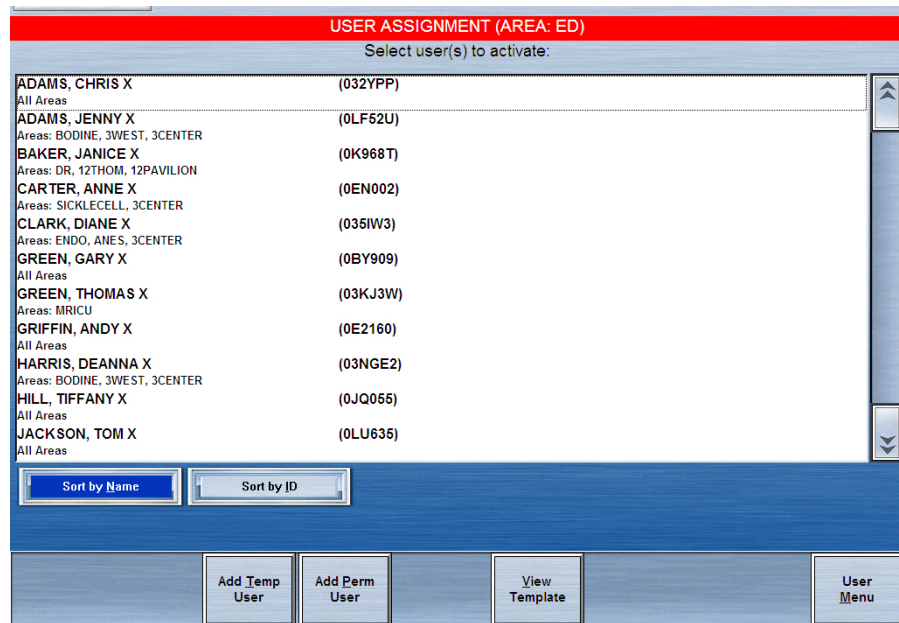 USER ASSIGNMENT (AREA: ED)
Select user(s) to activate:
ADAMS, CHRIS X (032YPP)
All Areas
ADAMS, JENNY X (0LF52U)
Areas: BODINE, 3WEST, 3CENTER
BAKER, JANICE X (0K968T)
Areas: DR, 12THOM, 12PAVILION
CARTER, ANNE X (0EN002)
Areas: SICKLECELL, 3CENTER
CLARK, DIANE X (035IW3)
Areas: ENDO, ANES, 3CENTER
GREEN, GARY X (0BY909)
All Areas
GREEN, THOMAS X (03KJ3W)
Areas: MRICU
GRIFFIN, ANDY X (0E2160)
All Areas
HARRIS, DEANNA X (03NGE2)
Areas: BODINE, 3WEST, 3CENTER
HILL, TIFFANY X (0JQ055)
All Areas
JACKSON, TOM X (0LU635)
All Areas
Sort by Name Sort by ID
Add Temp User
Add Perm User
View Template
User Menu